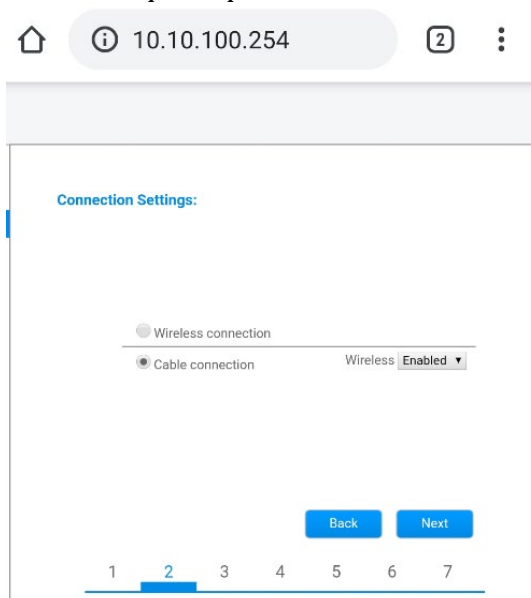 10.10.100.254 2
Connection Settings:
Wireless connection
Cable connection Wireless Enabled
Back Next
1 2 3 4 5 6 7